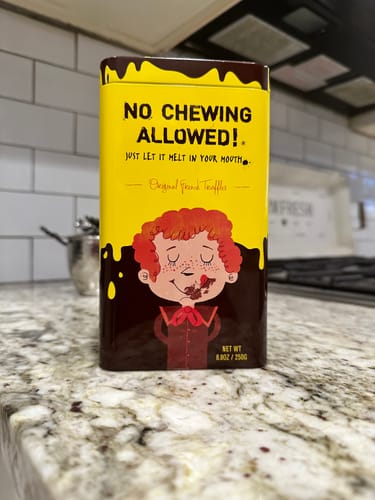 NO CHEWING
ALLOWED!
JUST LET IT MELT IN YOUR MOUTH...
Original French Truffles
NET WT
8.8OZ / 250G